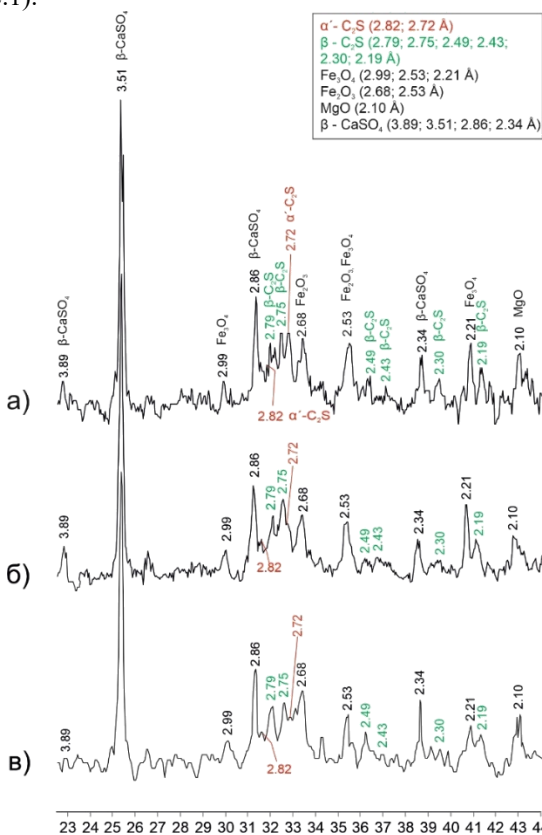 .1).
α´- C₂S (2.82; 2.72 Å)
β - C₂S (2.79; 2.75; 2.49; 2.43;
2.30; 2.19 Å)
Fe₃O₄ (2.99; 2.53; 2.21 Å)
Fe₂O₃ (2.68; 2.53 Å)
MgO (2.10 Å)
β - CaSO₄ (3.89; 3.51; 2.86; 2.34 Å)
3.89 β-CaSO₄
3.51 β-CaSO₄
2.99 Fe₃O₄
2.86 β-CaSO₄
2.79 β-C₂S
2.75 β-C₂S
2.72 α´-C₂S
2.68 Fe₂O₃
2.53 Fe₂O₃, Fe₃O₄
2.49 β-C₂S
2.43 β-C₂S
2.34 β-CaSO₄
2.30 β-C₂S
2.21 Fe₃O₄
2.19 β-C₂S
2.10 MgO
а)
2.82 α´-C₂S
3.89
2.99
2.86
2.79
2.75
2.72
2.68
2.53
2.49
2.43
2.34
2.30
2.21
2.19
2.10
б)
2.82
3.89
2.99
2.86
2.79
2.75
2.72
2.68
2.53
2.49
2.43
2.34
2.30
2.21
2.19
2.10
в)
2.82
23 24 25 26 27 28 29 30 31 32 33 34 35 36 37 38 39 40 41 42 43 44